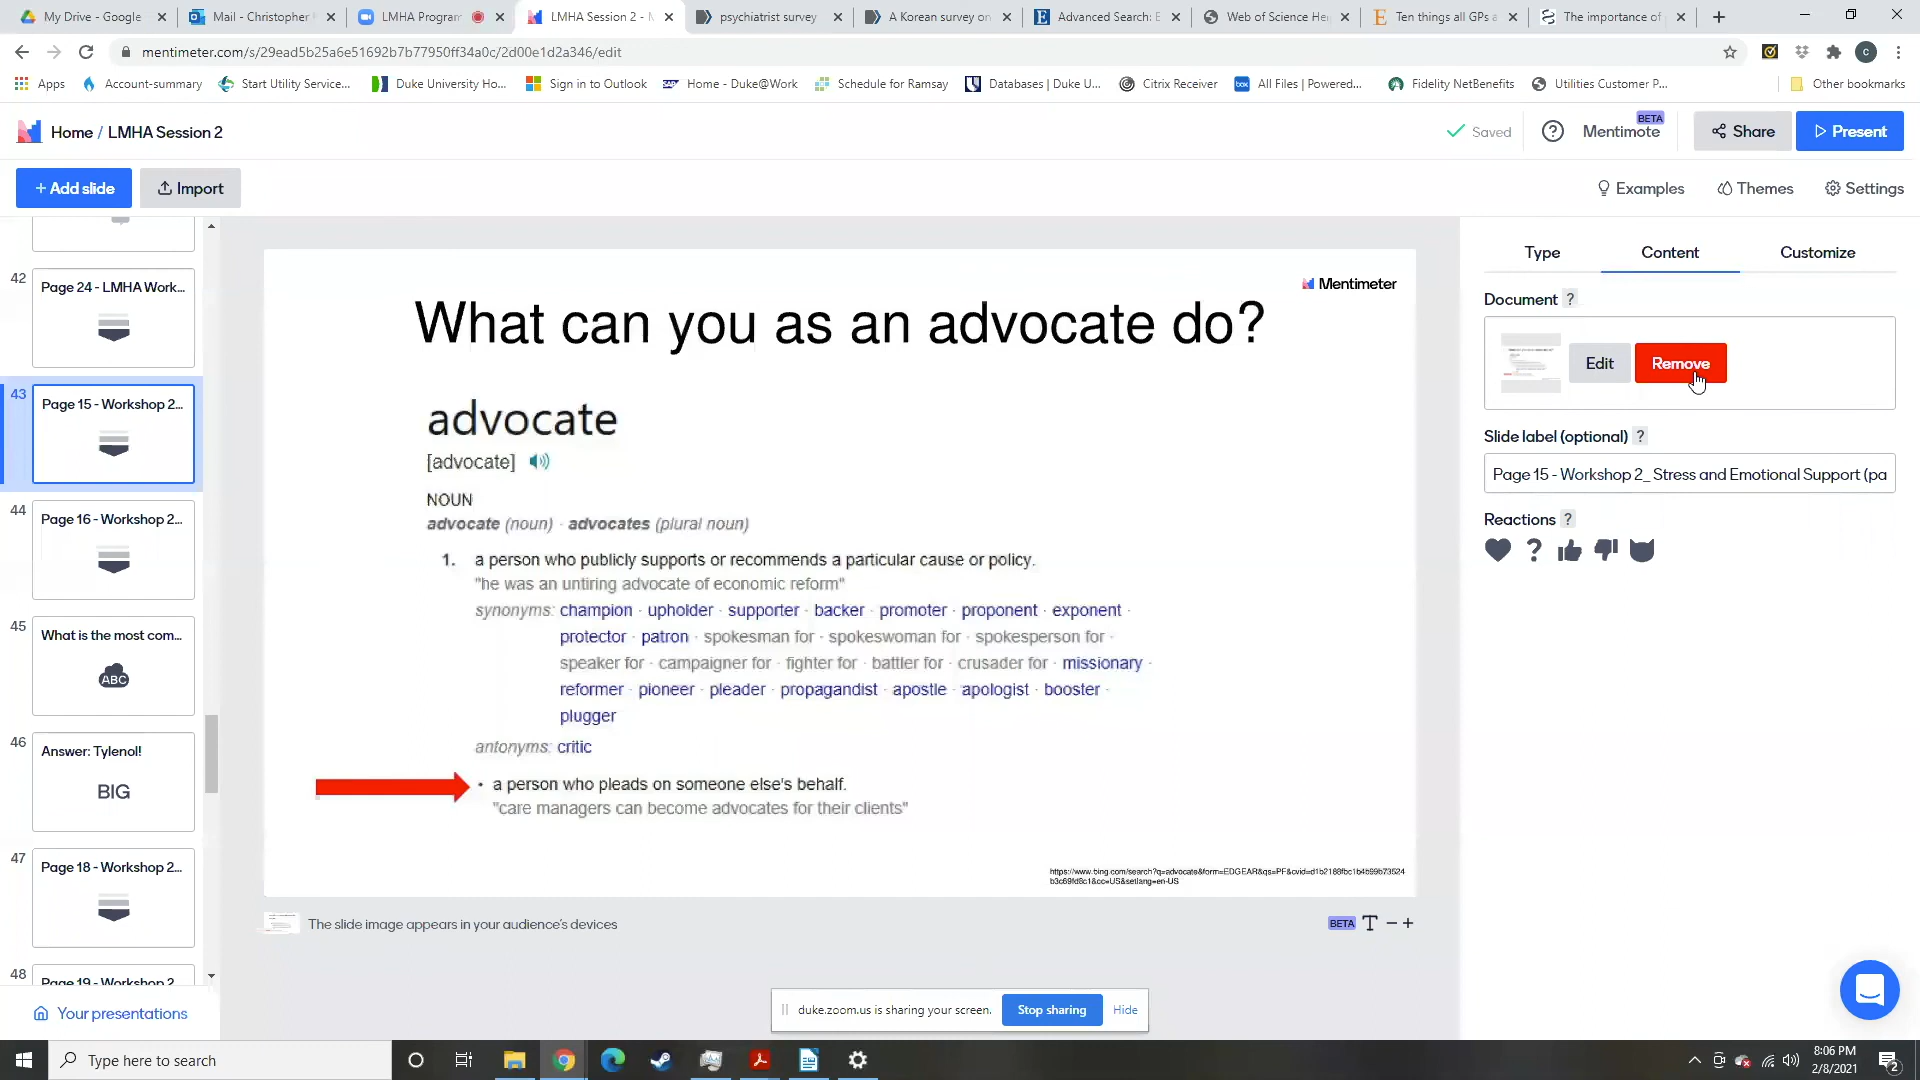 My Drive - Google
Mail - Christopher
LMHA Program
LMHA Session 2 - M
psychiatrist survey
A Korean survey on
Advanced Search: E
Web of Science Hel
Ten things all GPs a
The importance of
mentimeter.com/s/29ead5b25a6e51692b7b77950ff34a0c/2d00e1d2a346/edit
C
Apps
Account-summary
Start Utility Service...
Duke University Ho...
Sign in to Outlook
Home - Duke@Work
Schedule for Ramsay
Databases | Duke U...
Citrix Receiver
All Files | Powered...
Fidelity NetBenefits
Utilities Customer P...
Other bookmarks
Home / LMHA Session 2
Saved
Mentimote
BETA
Share
Present
+ Add slide
Import
Examples
Themes
Settings
42
Page 24 - LMHA Work...
43
Page 15 - Workshop 2...
44
Page 16 - Workshop 2...
45
What is the most com...
ABC
46
Answer: Tylenol!
BIG
47
Page 18 - Workshop 2...
48
Page 19 - Workshop 2
Your presentations
Mentimeter
What can you as an advocate do?
advocate
[advocate]
NOUN
advocate (noun) · advocates (plural noun)
1. a person who publicly supports or recommends a particular cause or policy.
"he was an untiring advocate of economic reform"
synonyms: champion · upholder · supporter · backer · promoter · proponent · exponent ·
protector · patron · spokesman for · spokeswoman for · spokesperson for ·
speaker for · campaigner for · fighter for · battler for · crusader for · missionary ·
reformer · pioneer · pleader · propagandist · apostle · apologist · booster ·
plugger
antonyms: critic
• a person who pleads on someone else's behalf.
"care managers can become advocates for their clients"
The slide image appears in your audience's devices
BETA T − +
Type
Content
Customize
Document ?
Edit
Remove
Slide label (optional) ?
Page 15 - Workshop 2_ Stress and Emotional Support (pa
Reactions ?
duke.zoom.us is sharing your screen.
Stop sharing
Hide
Type here to search
8:06 PM
2/8/2021
2